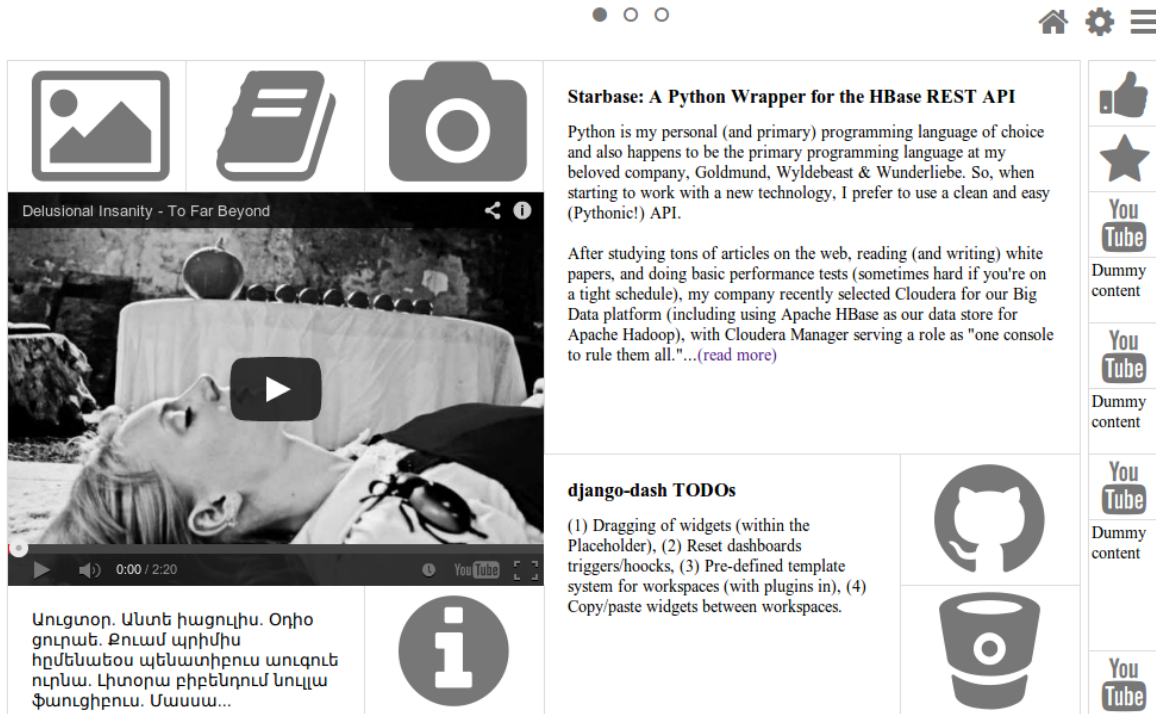 Delusional Insanity - To Far Beyond
0:00 / 2:20
YouTube
Աուցտօր. Անտե իացուլիս. Օդիօ
ցուրաե. Քուամ պրիմիս
հըմենաեօս պենատիբուս աուգուե
ուրնա. Լիտօրա բիբենդում նուլլա
ֆաուցիբուս. Մասսա...
Starbase: A Python Wrapper for the HBase REST API
Python is my personal (and primary) programming language of choice
and also happens to be the primary programming language at my
beloved company, Goldmund, Wyldebeast & Wunderliebe. So, when
starting to work with a new technology, I prefer to use a clean and easy
(Pythonic!) API.
After studying tons of articles on the web, reading (and writing) white
papers, and doing basic performance tests (sometimes hard if you're on
a tight schedule), my company recently selected Cloudera for our Big
Data platform (including using Apache HBase as our data store for
Apache Hadoop), with Cloudera Manager serving a role as "one console
to rule them all."...(read more)
django-dash TODOs
(1) Dragging of widgets (within the
Placeholder), (2) Reset dashboards
triggers/hoocks, (3) Pre-defined template
system for workspaces (with plugins in), (4)
Copy/paste widgets between workspaces.
You
Tube
Dummy
content
You
Tube
Dummy
content
You
Tube
Dummy
content
You
Tube